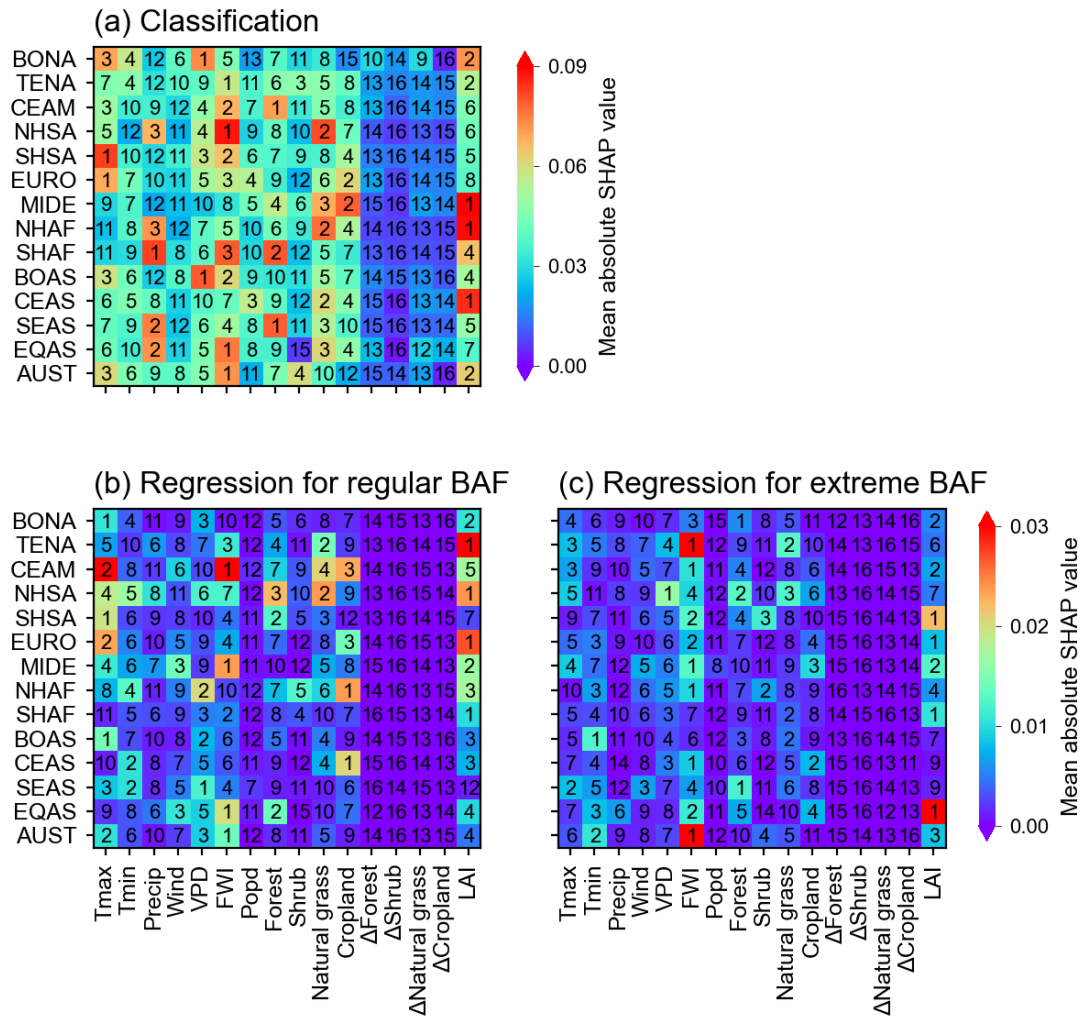 (a) Classification
BONA 3 4 12 6 1 5 13 7 11 8 15 10 14 9 16 2
TENA 7 4 12 10 9 1 11 6 3 5 8 13 16 14 15 2
CEAM 3 10 9 12 4 2 7 1 11 5 8 13 16 14 15 6
NHSA 5 12 3 11 4 1 9 8 10 2 7 14 16 13 15 6
SHSA 1 10 12 11 3 2 6 7 9 8 4 13 16 14 15 5
EURO 1 7 10 11 5 3 4 9 12 6 2 13 16 14 15 8
MIDE 9 7 12 11 10 8 5 4 6 3 2 15 16 13 14 1
NHAF 11 8 3 12 7 5 10 6 9 2 4 14 16 13 15 1
SHAF 11 9 1 8 6 3 10 2 12 5 7 13 16 14 15 4
BOAS 3 6 12 8 1 2 9 10 11 5 7 14 15 13 16 4
CEAS 6 5 8 11 10 7 3 9 12 2 4 15 16 13 14 1
SEAS 7 9 2 12 6 4 8 1 11 3 10 15 16 14 13 5
EQAS 6 10 2 11 5 1 8 9 15 3 4 13 16 12 14 7
AUST 3 6 9 8 5 1 11 7 4 10 12 15 14 13 16 2
0.09
0.06
0.03
0.00
Mean absolute SHAP value
(b) Regression for regular BAF
BONA 1 4 11 9 3 10 12 5 6 8 7 14 15 13 16 2
TENA 5 10 6 8 7 3 12 4 11 2 9 13 16 14 15 1
CEAM 2 8 11 6 10 1 12 7 9 4 3 14 16 15 13 5
NHSA 4 5 8 11 6 7 12 3 10 2 9 13 16 14 15 1
SHSA 1 6 9 8 10 4 11 2 5 3 12 13 16 14 15 7
EURO 2 6 10 5 9 4 11 7 12 8 3 14 16 15 13 1
MIDE 4 6 7 3 9 1 11 10 12 5 8 15 16 14 13 2
NHAF 8 4 11 9 2 10 12 7 5 6 1 14 16 13 15 3
SHAF 11 5 6 9 3 2 12 8 4 10 7 16 15 13 14 1
BOAS 1 7 10 8 2 6 12 5 11 4 9 14 16 15 13 3
CEAS 10 2 8 7 5 6 11 9 12 4 1 14 16 15 13 3
SEAS 3 2 8 5 1 4 7 9 11 10 6 16 14 15 13 12
EQAS 9 8 6 3 5 1 11 2 15 10 7 12 16 14 13 4
AUST 2 6 10 7 3 1 12 8 11 5 9 14 16 13 15 4
Tmax
Tmin
Precip
Wind
VPD
FWI
Popd
Forest
Shrub
Natural grass
Cropland
ΔForest
ΔShrub
ΔNatural grass
ΔCropland
LAI
(c) Regression for extreme BAF
4 6 9 10 7 3 15 1 8 5 11 12 13 14 16 2
3 5 8 7 4 1 12 9 11 2 10 14 13 15 16 6
3 9 10 5 7 1 11 4 12 8 6 14 16 15 13 2
5 11 8 9 1 4 12 2 10 3 6 14 16 15 13 7
9 7 11 6 5 2 12 4 3 8 10 15 16 14 13 1
5 3 9 10 6 2 11 7 12 8 4 15 16 14 13 1
4 7 12 5 6 1 8 10 11 9 3 15 16 14 13 2
10 3 12 6 5 1 11 7 2 8 9 15 16 13 14 4
5 4 10 6 3 7 12 9 11 2 8 14 15 16 13 1
5 1 11 10 4 6 12 3 8 2 9 13 16 14 15 7
7 4 14 8 3 1 6 10 12 5 2 15 16 13 11 9
5 2 12 3 6 4 11 1 7 8 10 16 15 14 13 9
7 3 6 9 8 2 11 5 14 10 4 12 15 16 13 1
6 2 9 8 7 1 12 10 4 5 11 15 14 13 16 3
Tmax
Tmin
Precip
Wind
VPD
FWI
Popd
Forest
Shrub
Natural grass
Cropland
ΔForest
ΔShrub
ΔNatural grass
ΔCropland
LAI
0.03
0.02
0.01
0.00
Mean absolute SHAP value